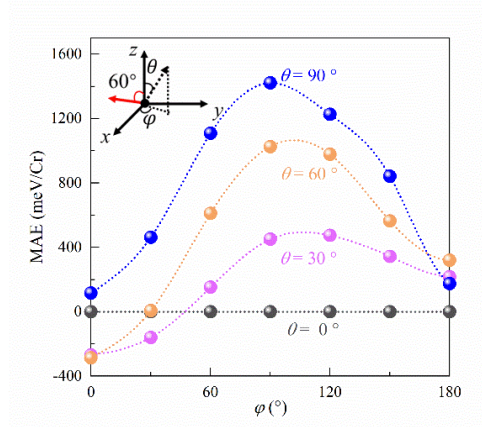 1600
1200
800
400
0
-400
MAE (meV/Cr)
z
θ
60°
φ
y
x
θ = 90 °
θ = 60 °
θ = 30 °
θ = 0 °
0 60 120 180
φ (°)